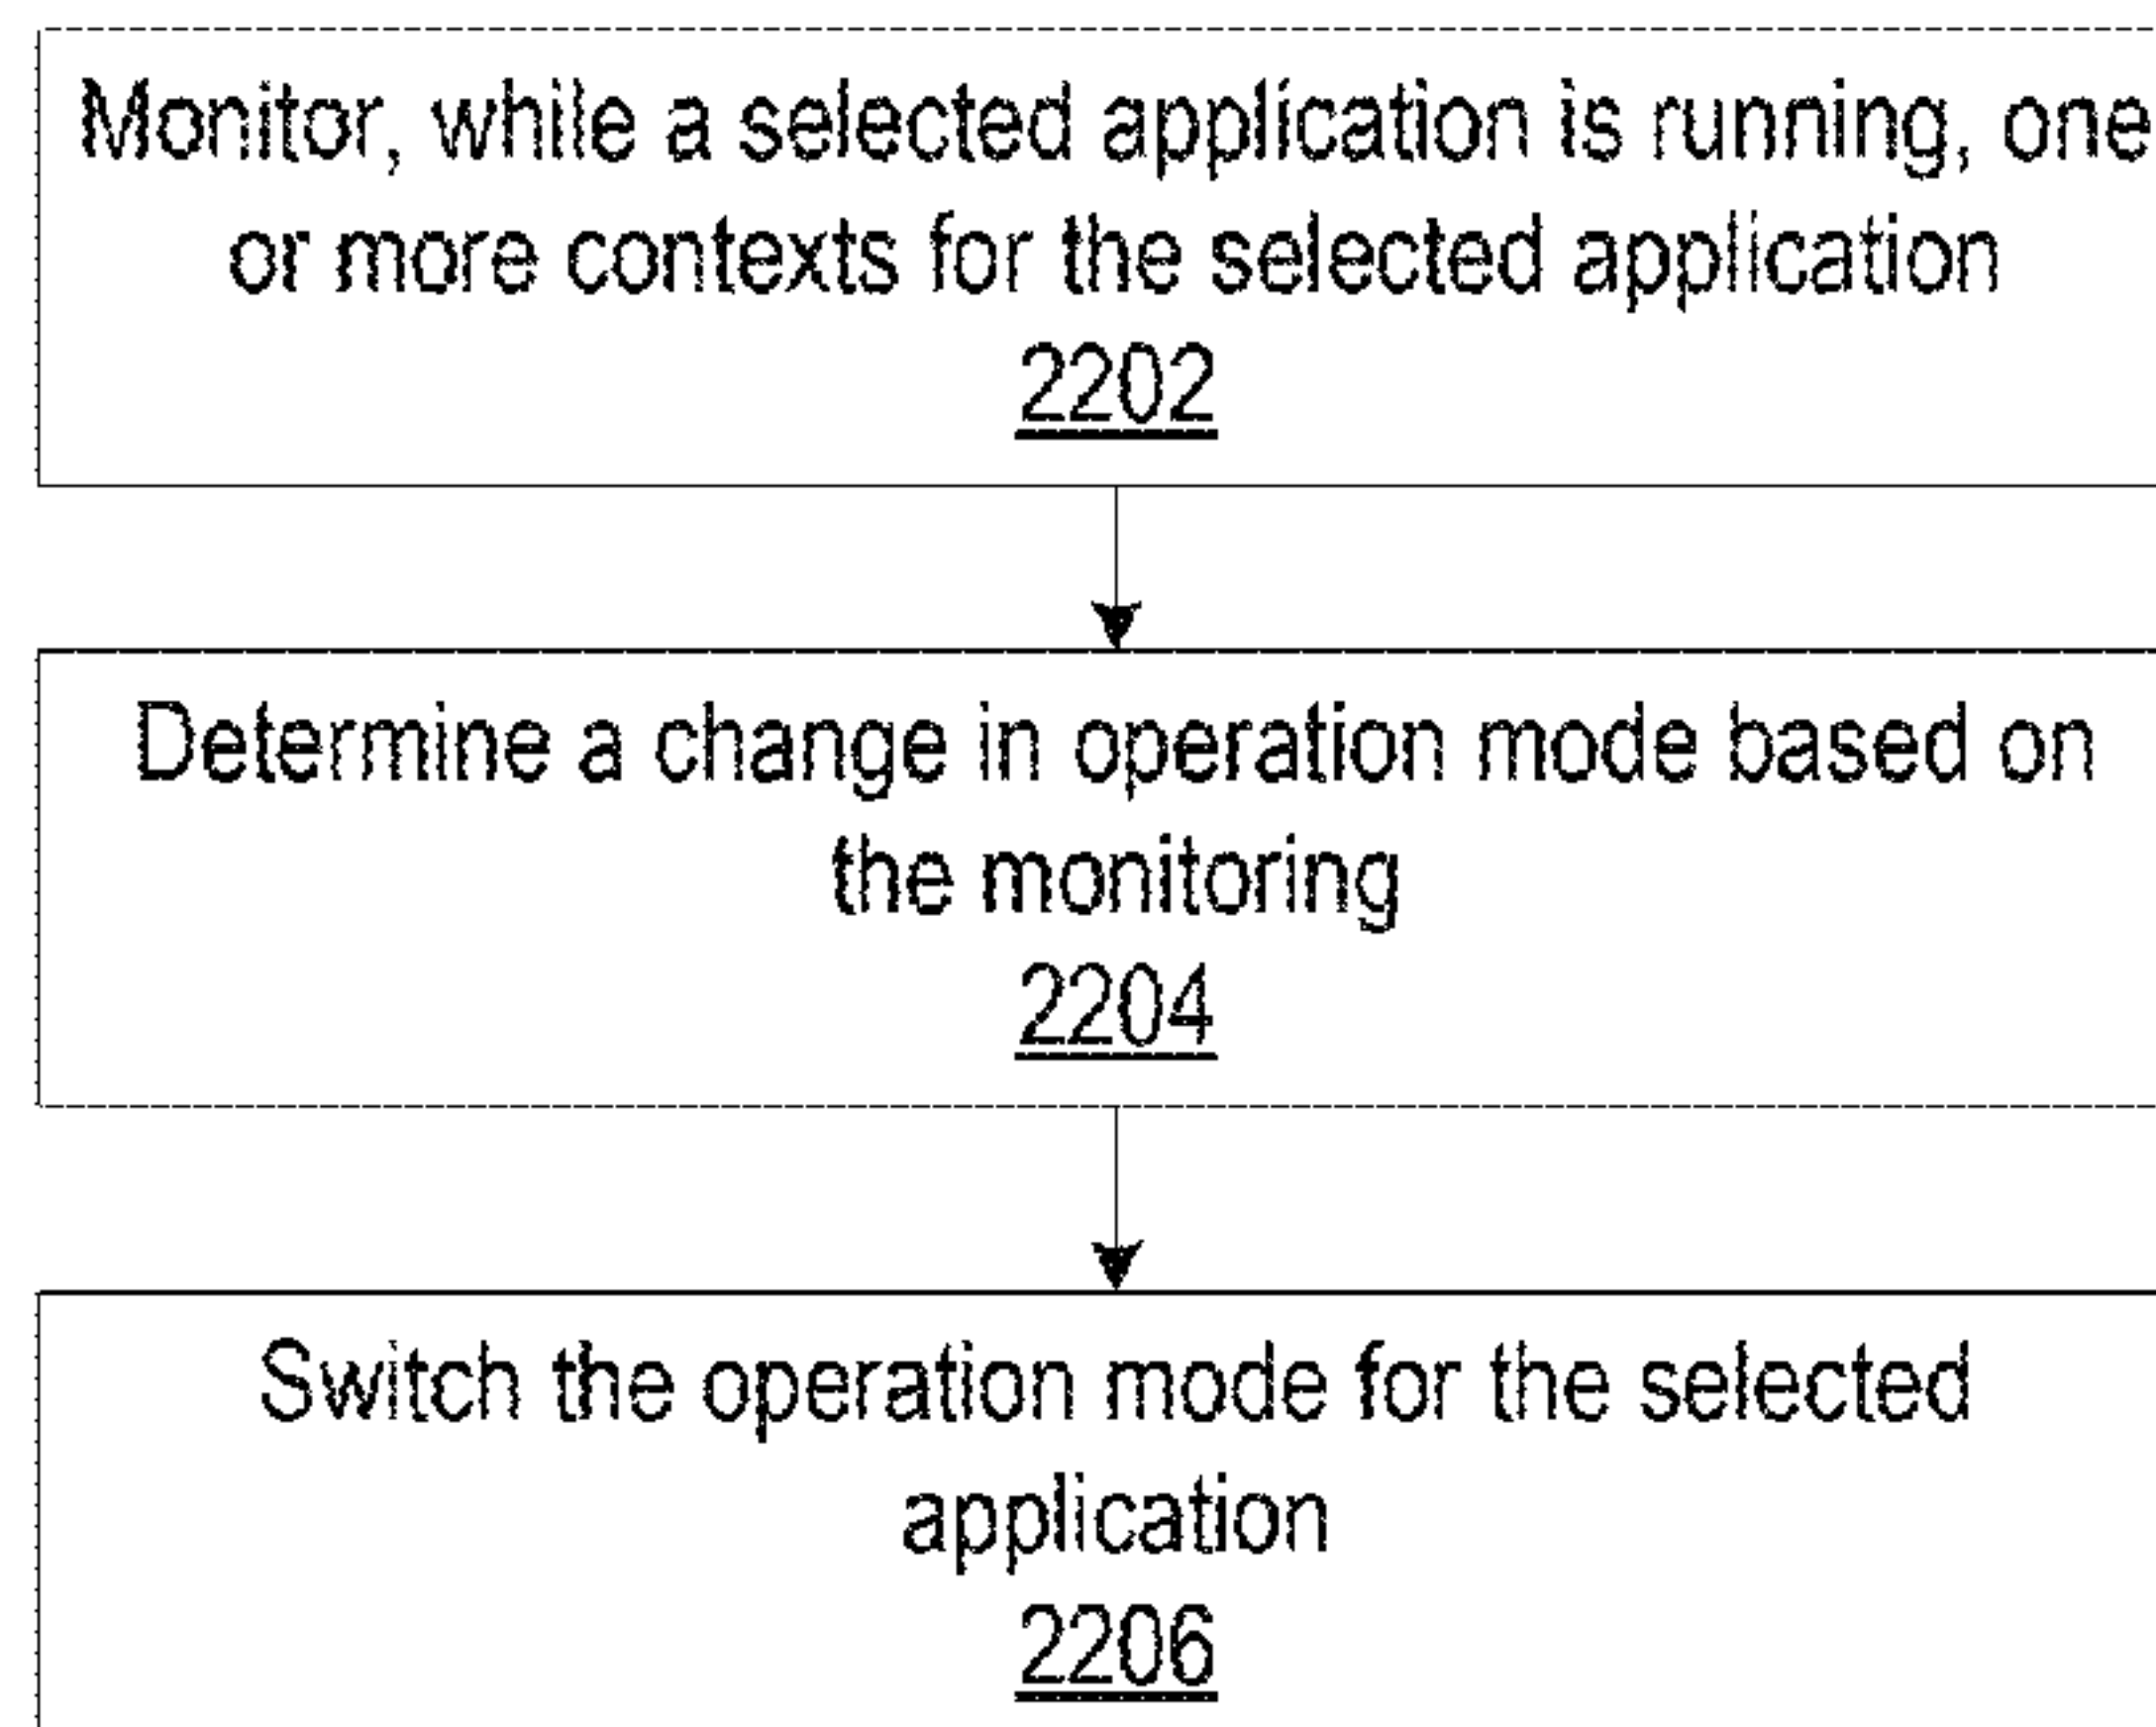 Monitor, while a selected application is running, one
or more contexts for the selected application
2202
Determine a change in operation mode based on
the monitoring
2204
Switch the operation mode for the selected
application
2206